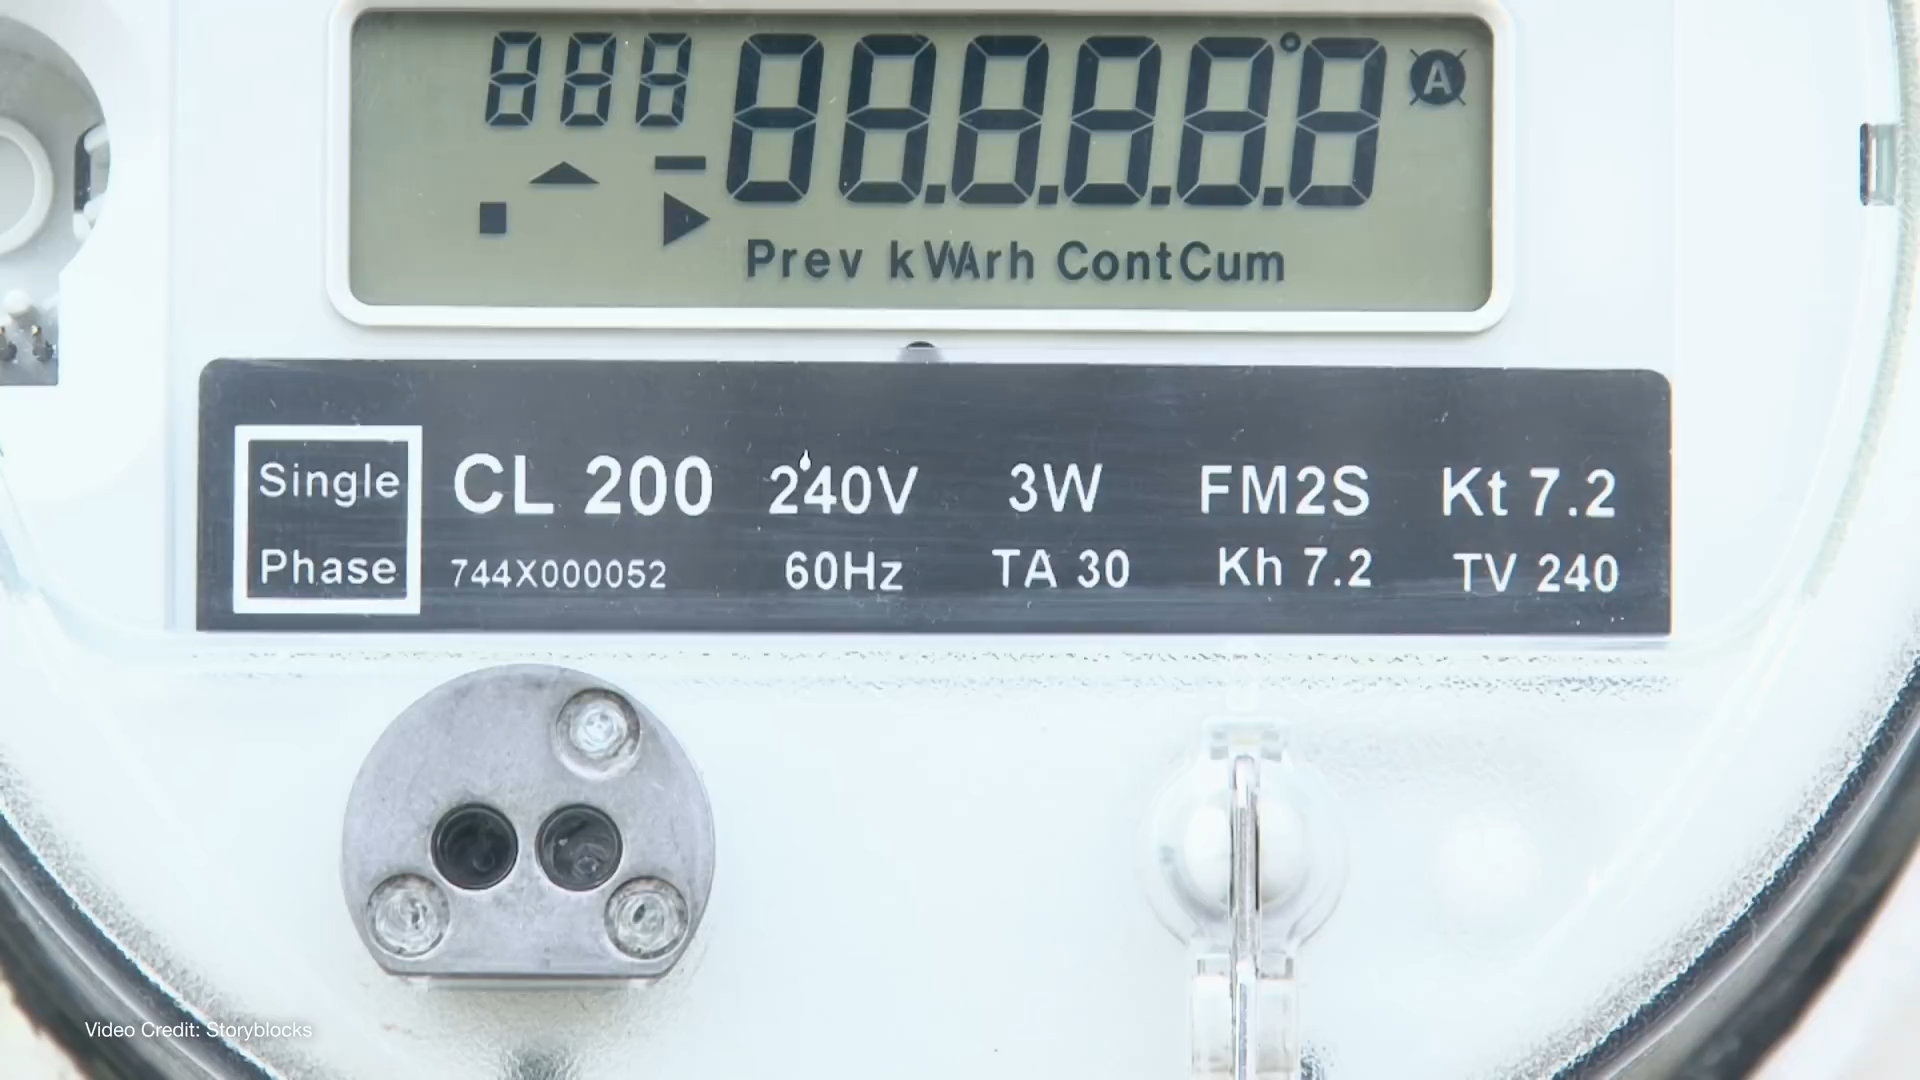 888 888.8.8.8°8 A
Prev kWArh ContCum
Single Phase
CL 200 240V 3W FM2S Kt 7.2
744X000052 60Hz TA 30 Kh 7.2 TV 240
Video Credit: Storyblocks